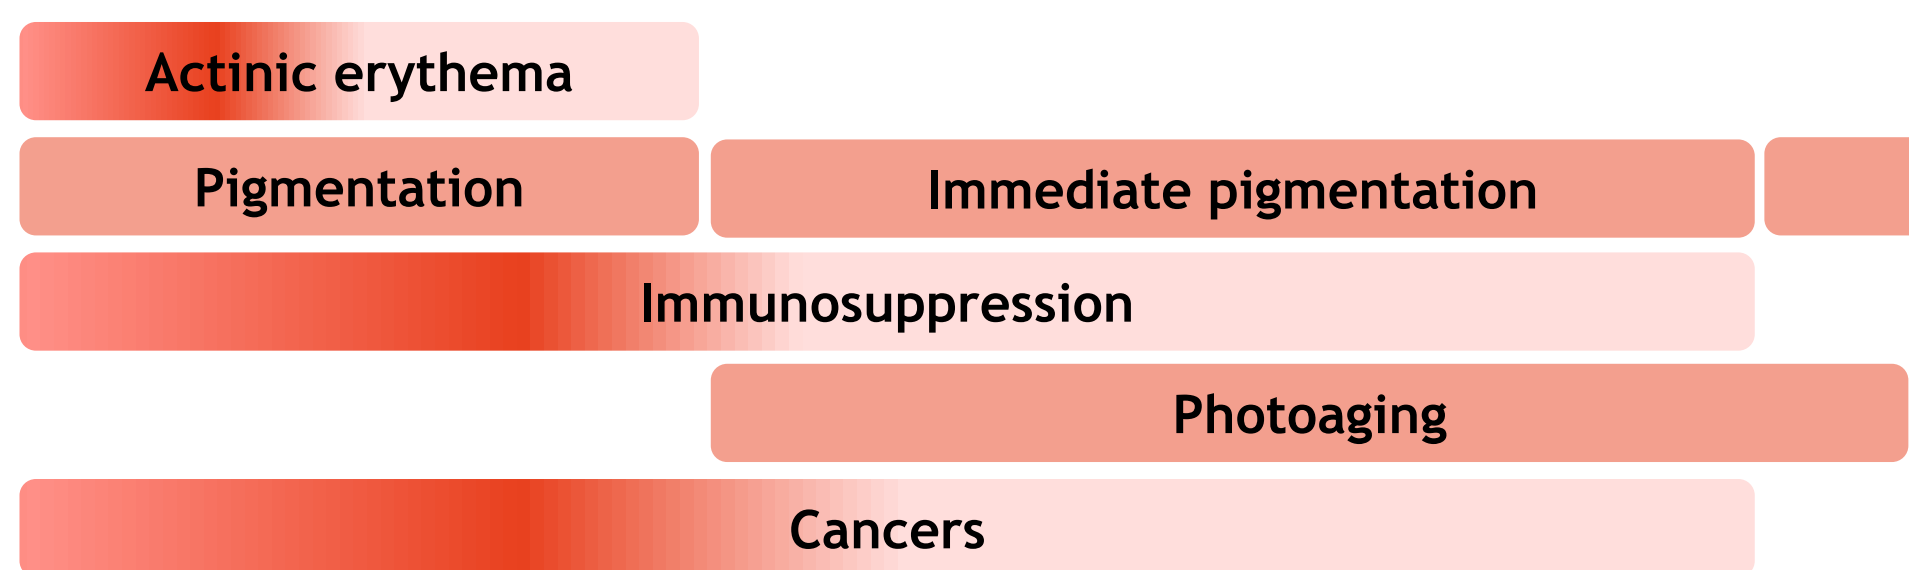 Actinic erythema
Pigmentation
Immediate pigmentation
Immunosuppression
Photoaging
Cancers